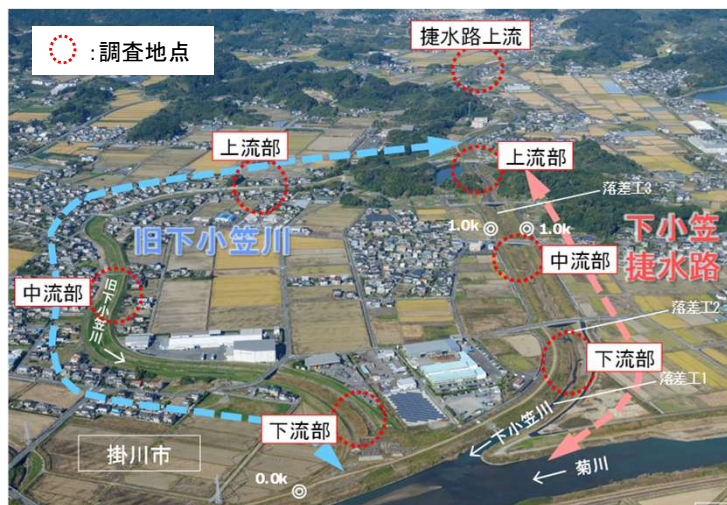 ：調査地点
捷水路上流
上流部
上流部
落差工3
旧下小笠川
1.0k
1.0k
下小笠
捷水路
中流部
中流部
旧下小笠川
落差工2
下流部
落差工1
下流部
下小笠川
掛川市
菊川
0.0k